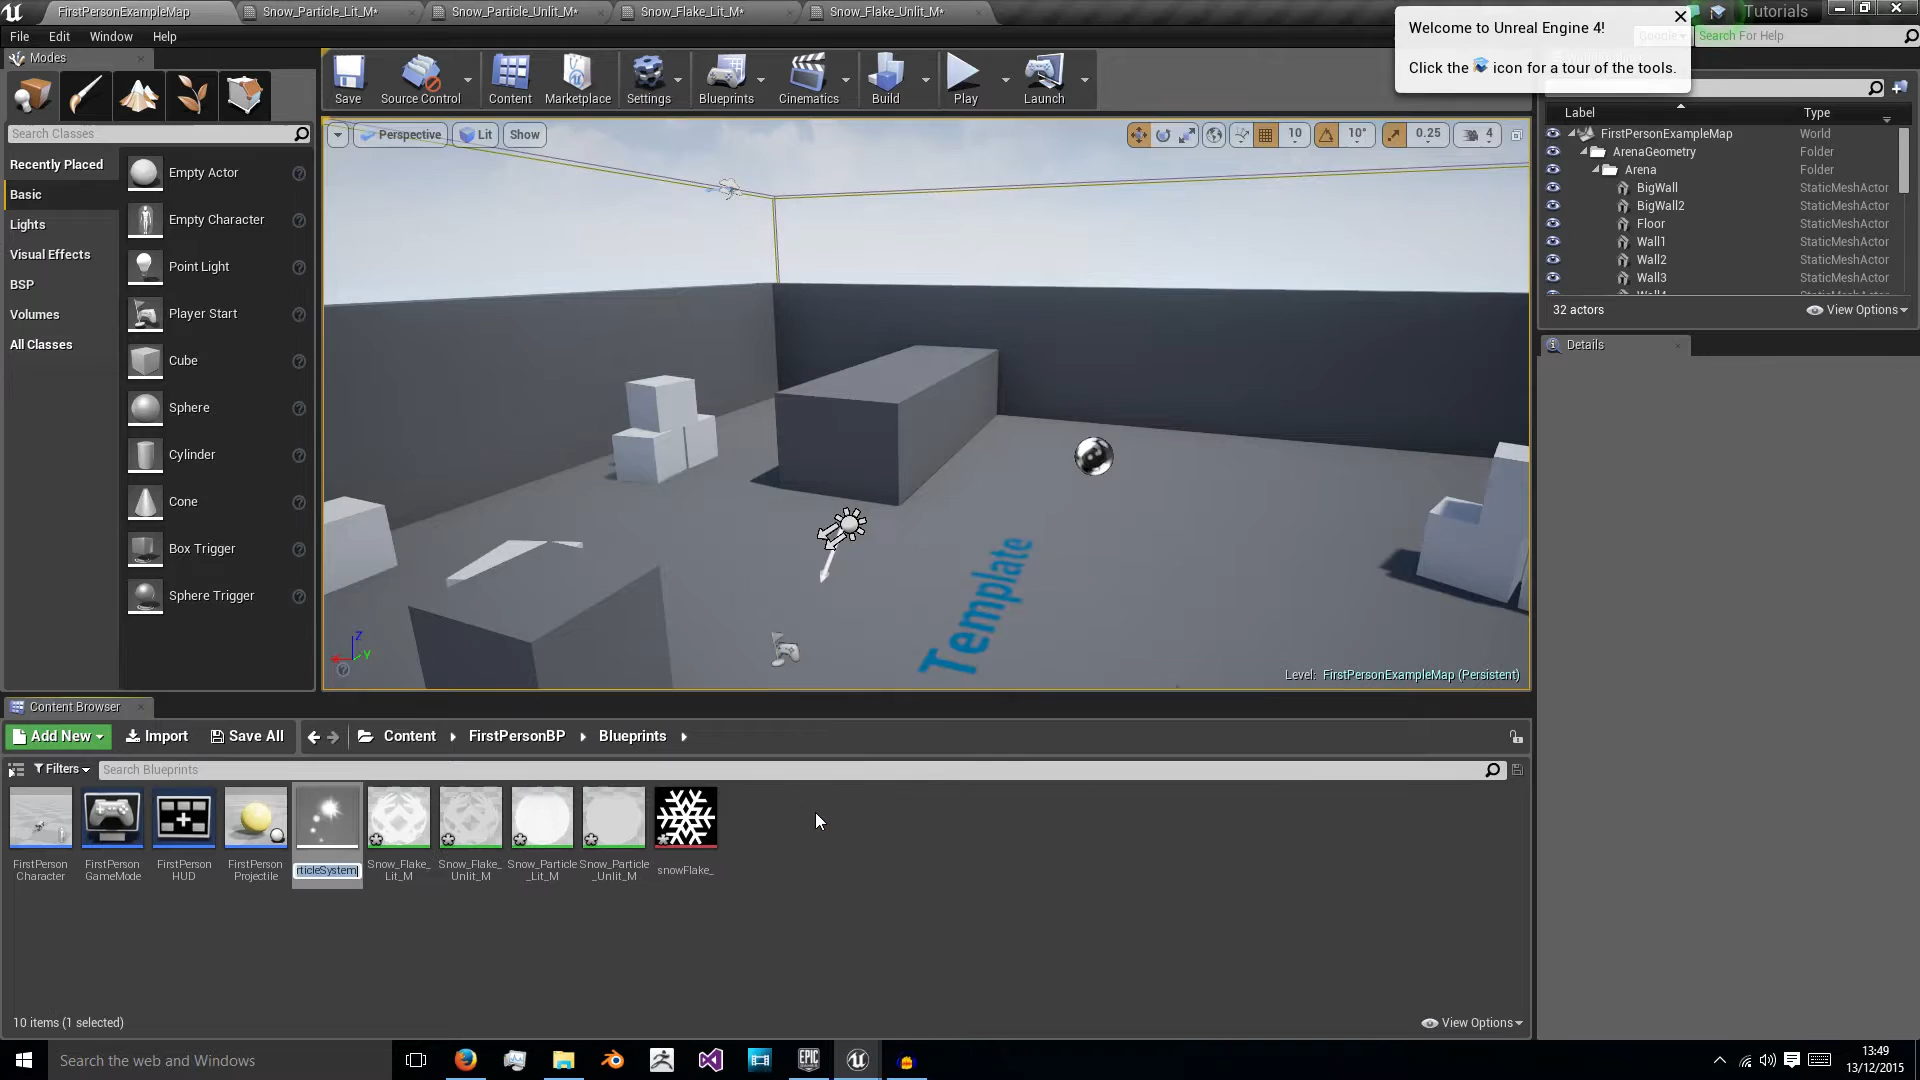 FirstPersonExampleMap
Snow_Particle_Lit_M*
Snow_Particle_Unlit_M*
Snow_Flake_Lit_M*
Snow_Flake_Unlit_M*
Tutorials
File
Edit
Window
Help
Search For Help
Welcome to Unreal Engine 4!
Click the icon for a tour of the tools.
Modes
Save
Source Control
Content
Marketplace
Settings
Blueprints
Cinematics
Build
Play
Launch
Search Classes
Recently Placed
Basic
Lights
Visual Effects
BSP
Volumes
All Classes
Empty Actor
Empty Character
Point Light
Player Start
Cube
Sphere
Cylinder
Cone
Box Trigger
Sphere Trigger
Perspective
Lit
Show
10
10°
0.25
4
Template
Level: FirstPersonExampleMap (Persistent)
Label
Type
FirstPersonExampleMap World
ArenaGeometry Folder
Arena Folder
BigWall StaticMeshActor
BigWall2 StaticMeshActor
Floor StaticMeshActor
Wall1 StaticMeshActor
Wall2 StaticMeshActor
Wall3 StaticMeshActor
32 actors
View Options
Details
Content Browser
Add New
Import
Save All
Content
FirstPersonBP
Blueprints
Filters
Search Blueprints
FirstPerson
Character
FirstPerson
GameMode
FirstPerson
HUD
FirstPerson
Projectile
rticleSystem
Snow_Flake_
Lit_M
Snow_Flake_
Unlit_M
Snow_Particle
_Lit_M
Snow_Particle
_Unlit_M
snowFlake_
10 items (1 selected)
View Options
Search the web and Windows
EPIC
GAMES
13:49
13/12/2015